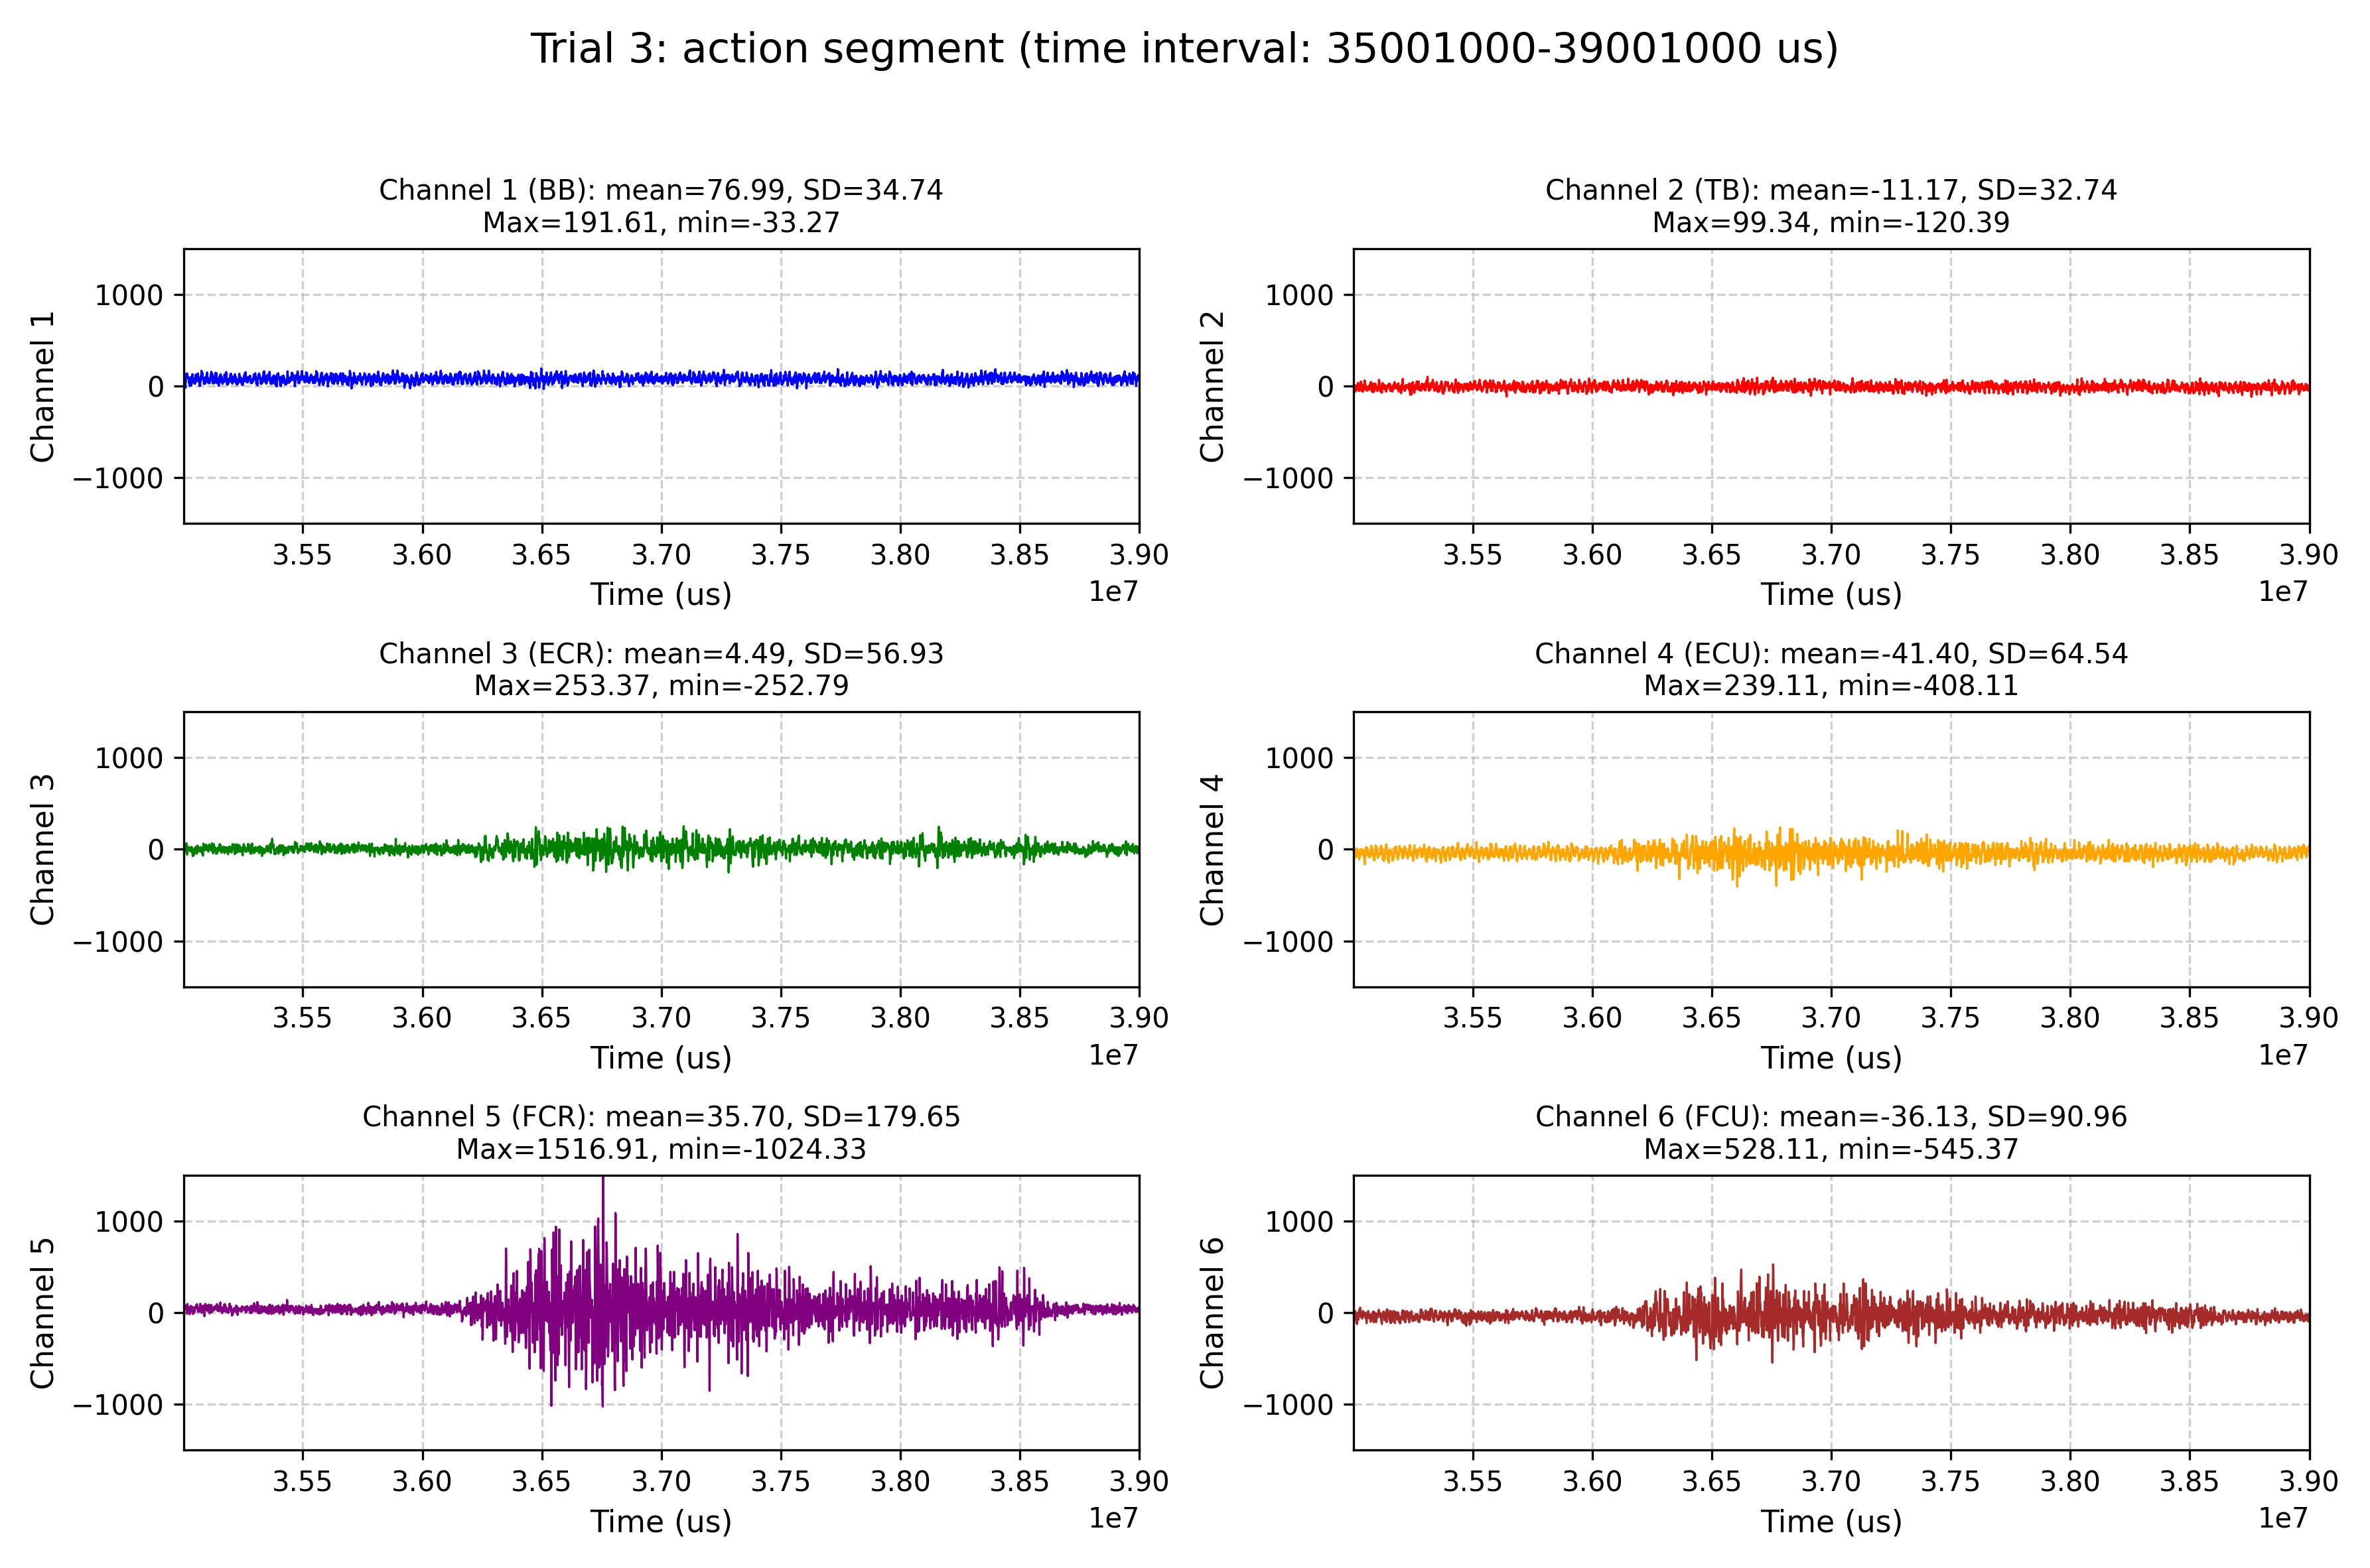 Trial 3: action segment (time interval: 35001000-39001000 us)
Channel 1 (BB): mean=76.99, SD=34.74
Max=191.61, min=-33.27
1000
0
−1000
Channel 1
3.55 3.60 3.65 3.70 3.75 3.80 3.85 3.90
1e7
Time (us)
Channel 2 (TB): mean=-11.17, SD=32.74
Max=99.34, min=-120.39
1000
0
−1000
Channel 2
3.55 3.60 3.65 3.70 3.75 3.80 3.85 3.90
1e7
Time (us)
Channel 3 (ECR): mean=4.49, SD=56.93
Max=253.37, min=-252.79
1000
0
−1000
Channel 3
3.55 3.60 3.65 3.70 3.75 3.80 3.85 3.90
1e7
Time (us)
Channel 4 (ECU): mean=-41.40, SD=64.54
Max=239.11, min=-408.11
1000
0
−1000
Channel 4
3.55 3.60 3.65 3.70 3.75 3.80 3.85 3.90
1e7
Time (us)
Channel 5 (FCR): mean=35.70, SD=179.65
Max=1516.91, min=-1024.33
1000
0
−1000
Channel 5
3.55 3.60 3.65 3.70 3.75 3.80 3.85 3.90
1e7
Time (us)
Channel 6 (FCU): mean=-36.13, SD=90.96
Max=528.11, min=-545.37
1000
0
−1000
Channel 6
3.55 3.60 3.65 3.70 3.75 3.80 3.85 3.90
1e7
Time (us)